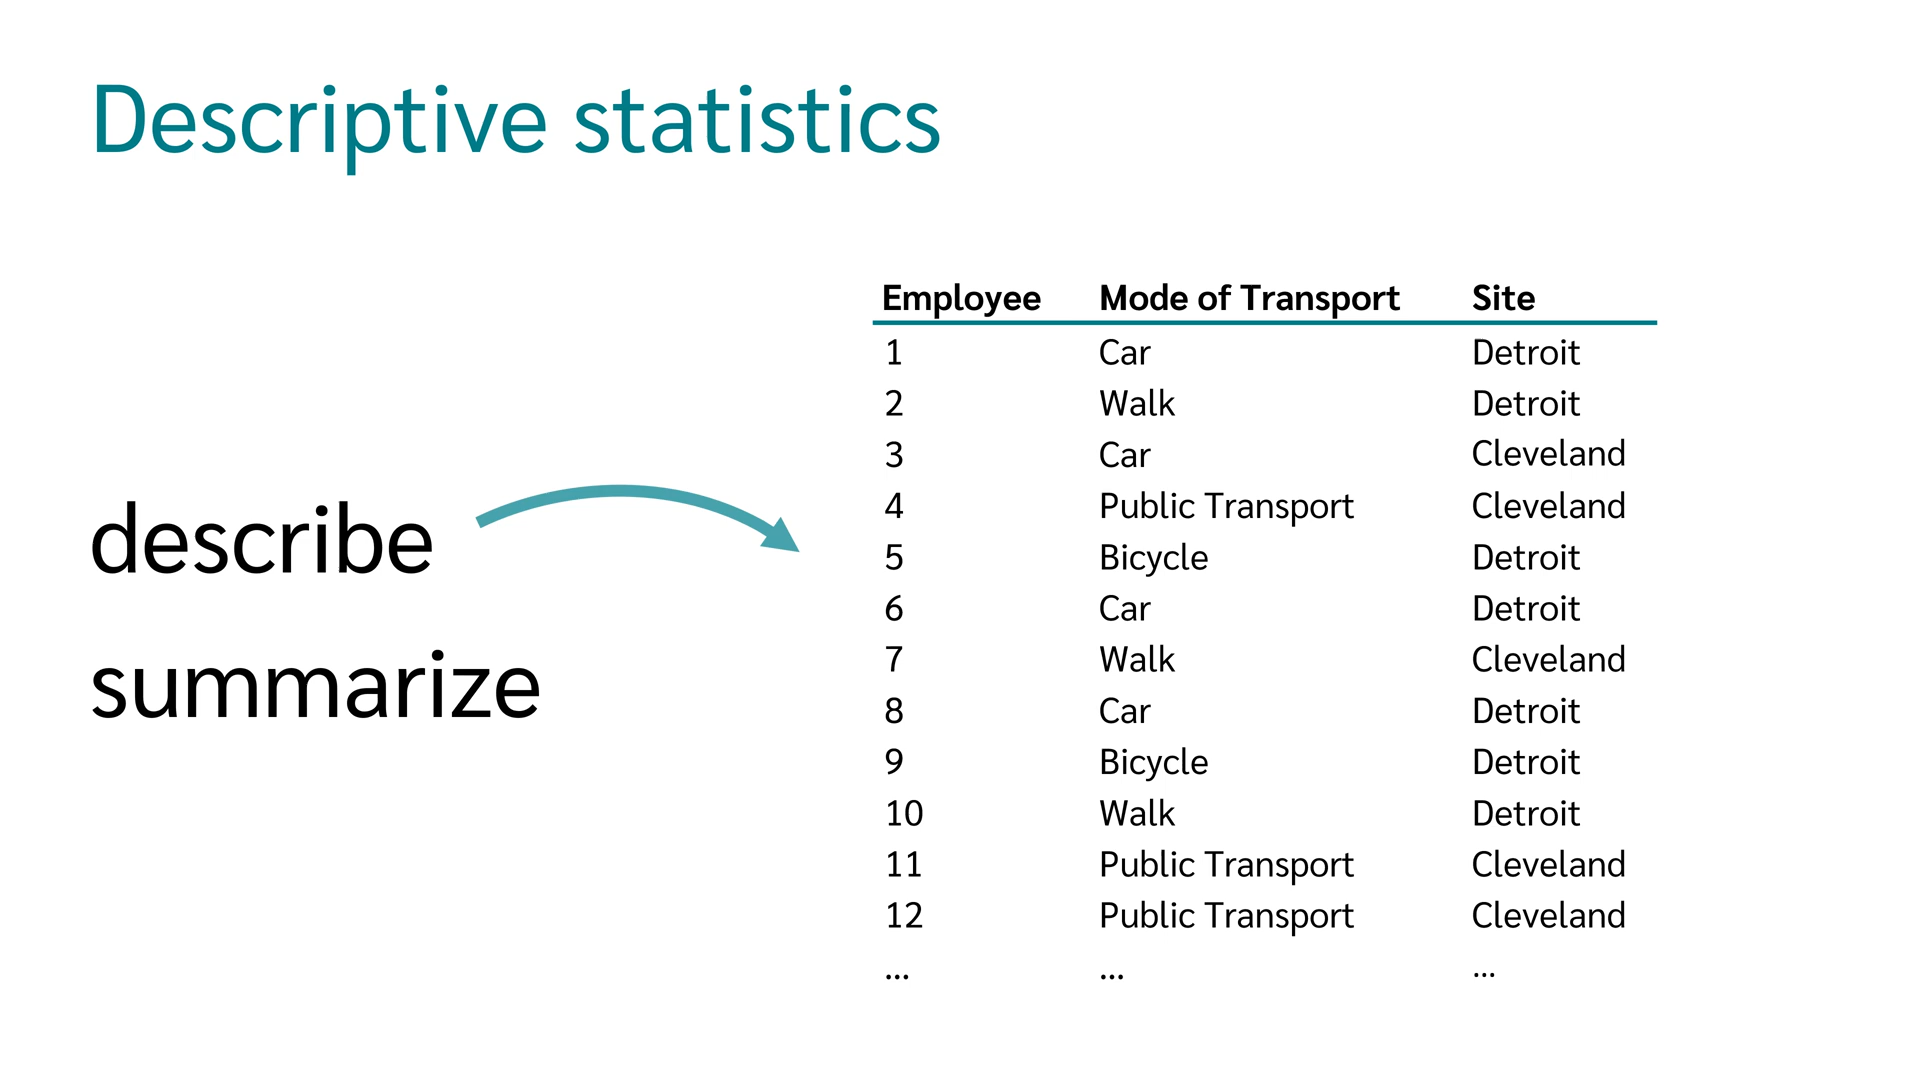 Descriptive statistics
describe
summarize
Employee Mode of Transport Site
1 Car Detroit
2 Walk Detroit
3 Car Cleveland
4 Public Transport Cleveland
5 Bicycle Detroit
6 Car Detroit
7 Walk Cleveland
8 Car Detroit
9 Bicycle Detroit
10 Walk Detroit
11 Public Transport Cleveland
12 Public Transport Cleveland
... ... ...